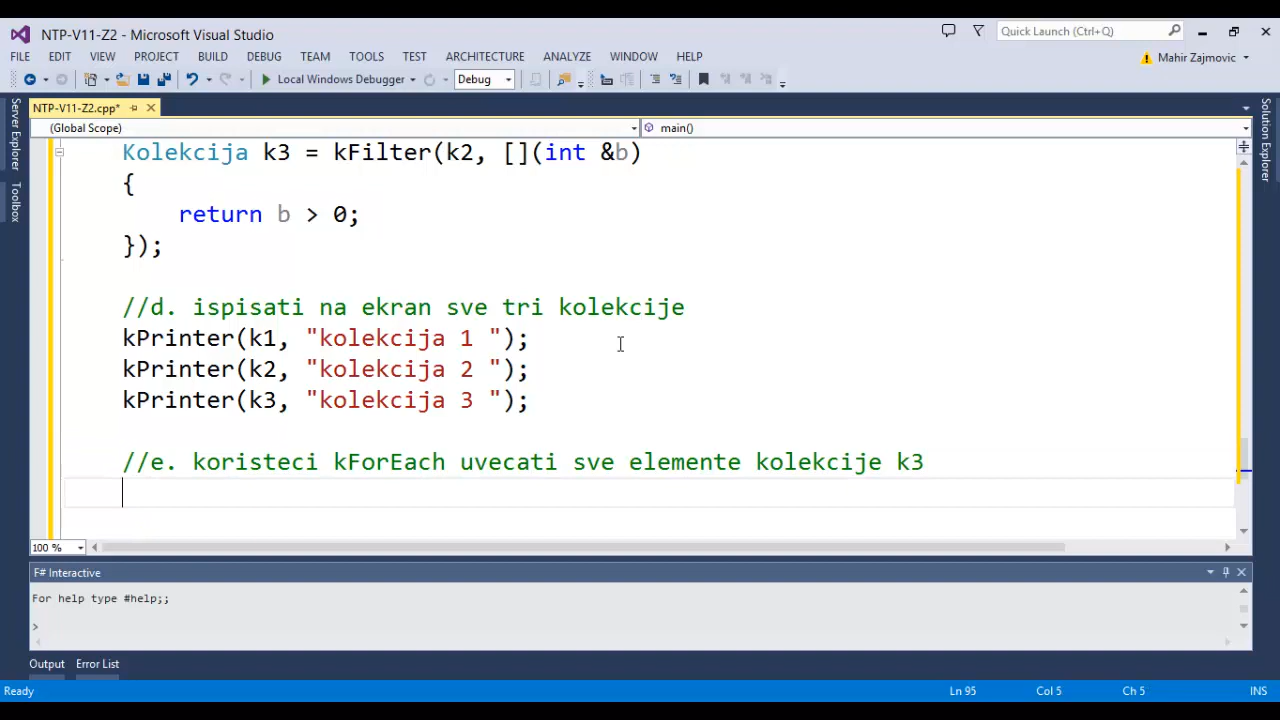 NTP-V11-Z2 - Microsoft Visual Studio
Quick Launch (Ctrl+Q)
FILE EDIT VIEW PROJECT BUILD DEBUG TEAM TOOLS TEST ARCHITECTURE ANALYZE WINDOW HELP
Mahir Zajmovic
Local Windows Debugger
Debug
NTP-V11-Z2.cpp*
(Global Scope)
main()
Server Explorer
Toolbox
Solution Explorer
Kolekcija k3 = kFilter(k2, [](int &b)
{
return b > 0;
});
//d. ispisati na ekran sve tri kolekcije
kPrinter(k1, "kolekcija 1 ");
kPrinter(k2, "kolekcija 2 ");
kPrinter(k3, "kolekcija 3 ");
//e. koristeci kForEach uvecati sve elemente kolekcije k3
100 %
F# Interactive
For help type #help;;
>
Output Error List
Ready
Ln 95 Col 5 Ch 5 INS